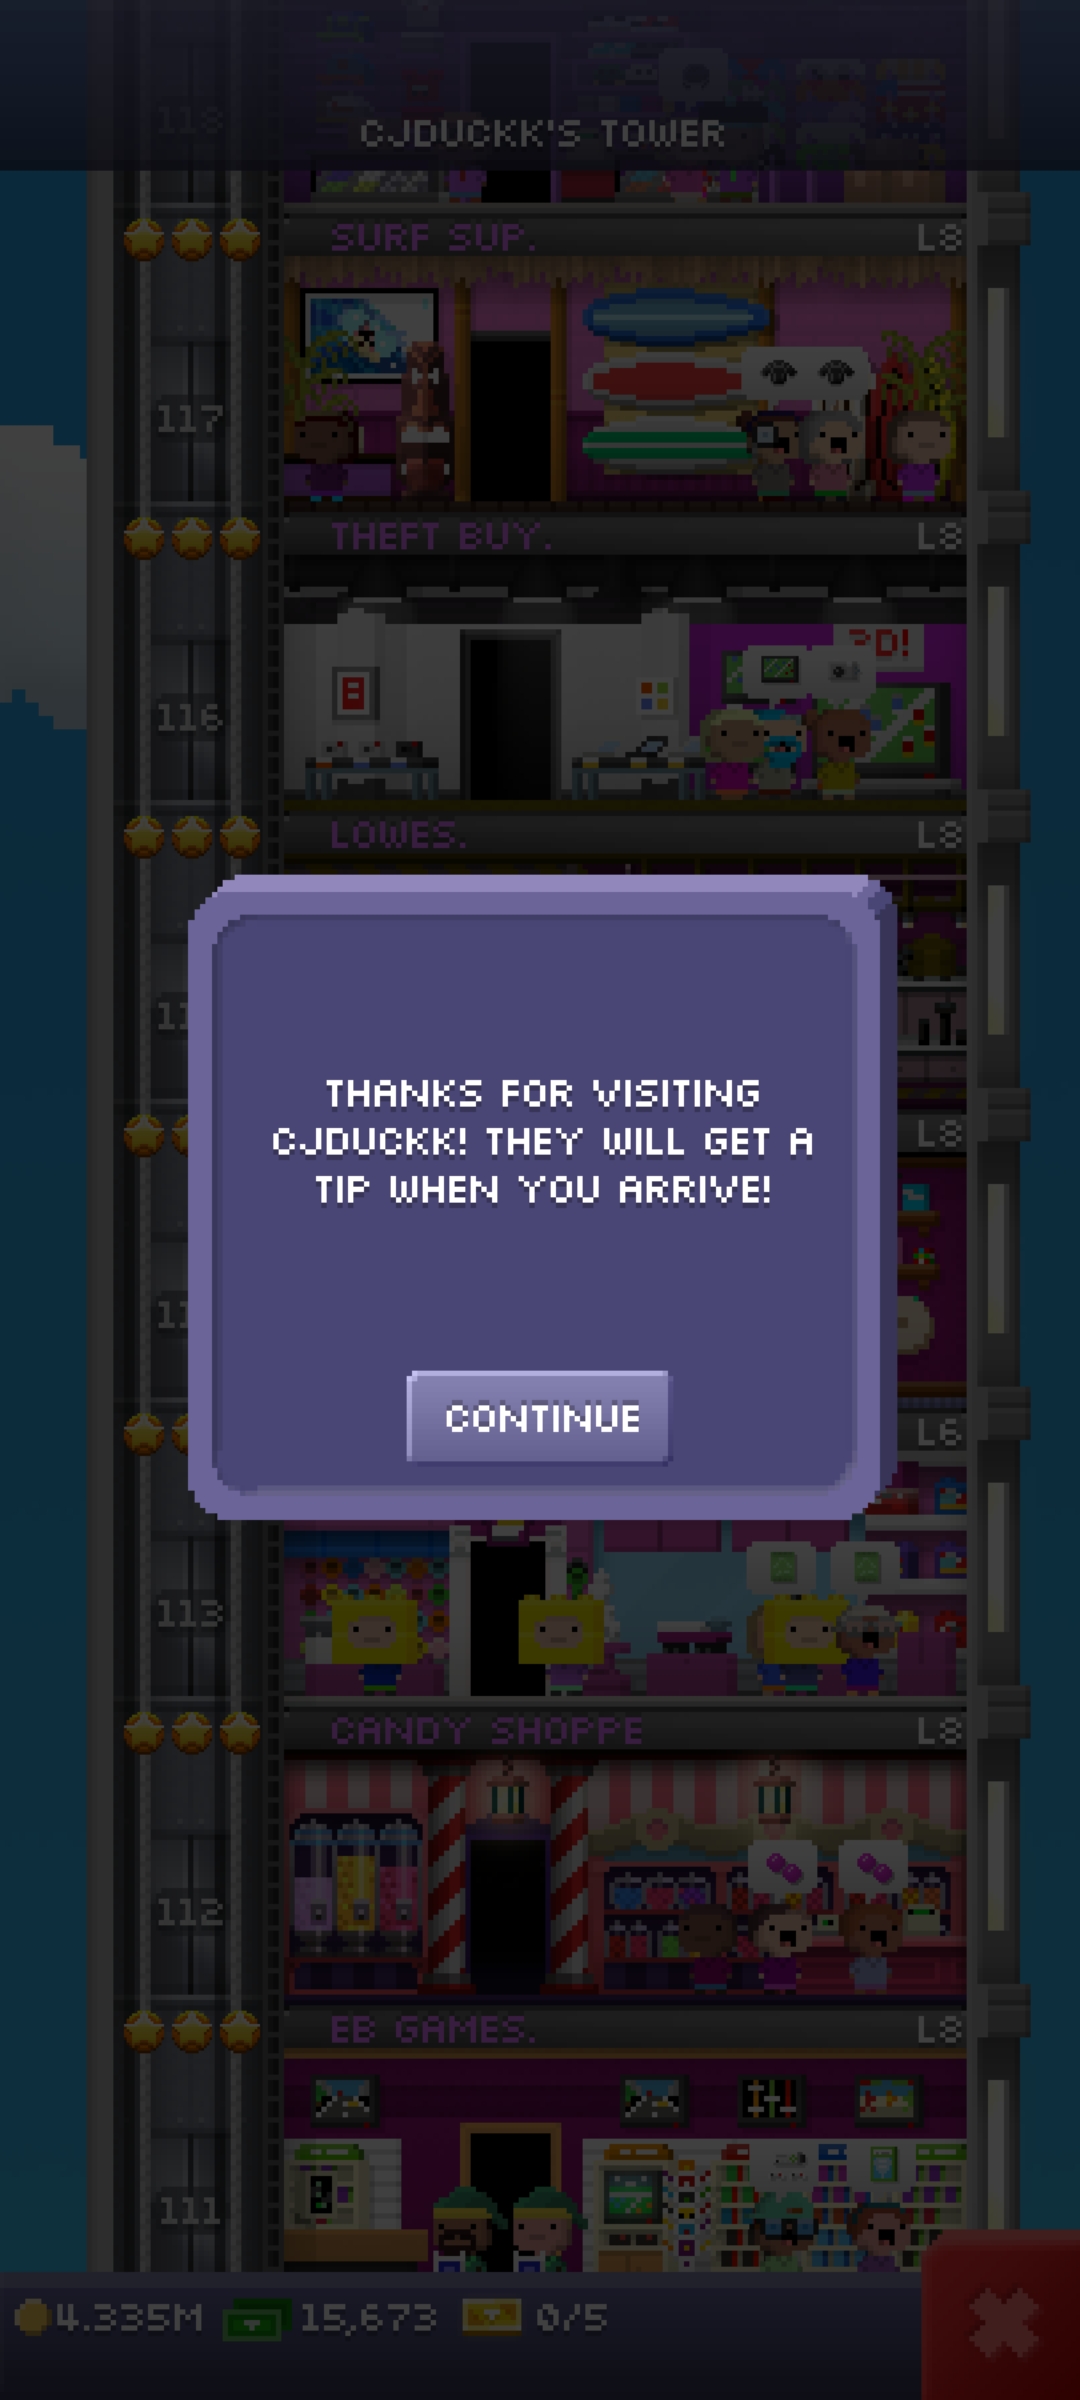 118
CJDUCKK'S TOWER
SURF SUP. L8
117
THEFT BUY. L8
116
LOWES. L8
THANKS FOR VISITING
CJDUCKK! THEY WILL GET A
TIP WHEN YOU ARRIVE!
L8
CONTINUE
L6
113
CANDY SHOPPE L8
112
EB GAMES. L8
111
4.335M 15,673 0/5